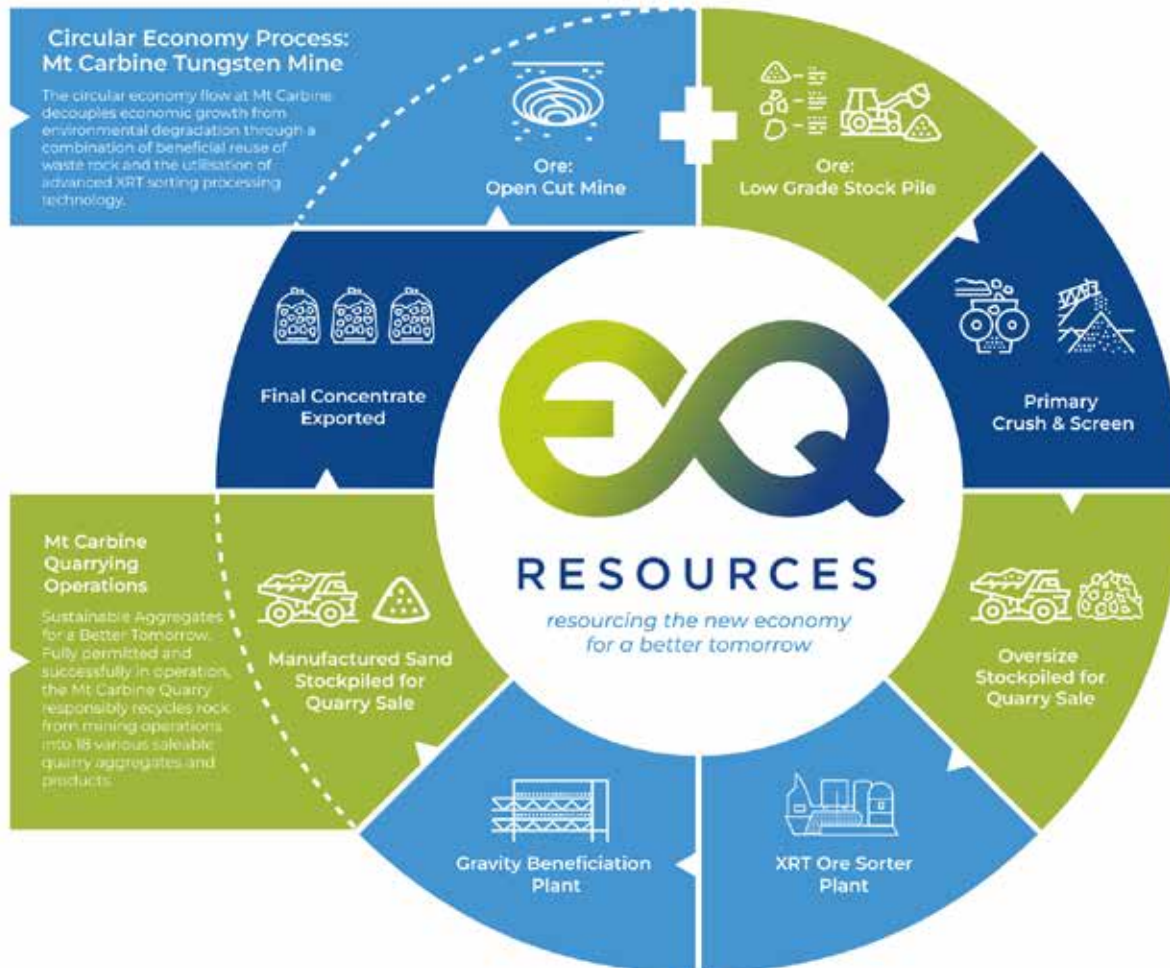 Circular Economy Process:
Mt Carbine Tungsten Mine
The circular economy flow at Mt Carbine
decouples economic growth from
environmental degradation through a
combination of beneficial reuse of
waste rock and the utilisation of
advanced XRT sorting processing
technology.
Ore:
Open Cut Mine
Ore:
Low Grade Stock Pile
Primary
Crush & Screen
Oversize
Stockpiled for
Quarry Sale
XRT Ore Sorter
Plant
Gravity Beneficiation
Plant
Manufactured Sand
Stockpiled for
Quarry Sale
Final Concentrate
Exported
Mt Carbine
Quarrying
Operations
Sustainable Aggregates
for a Better Tomorrow.
Fully permitted and
successfully in operation,
the Mt Carbine Quarry
responsibly recycles rock
from mining operations
into 18 various saleable
quarry aggregates and
products.
EQ
RESOURCES
resourcing the new economy
for a better tomorrow